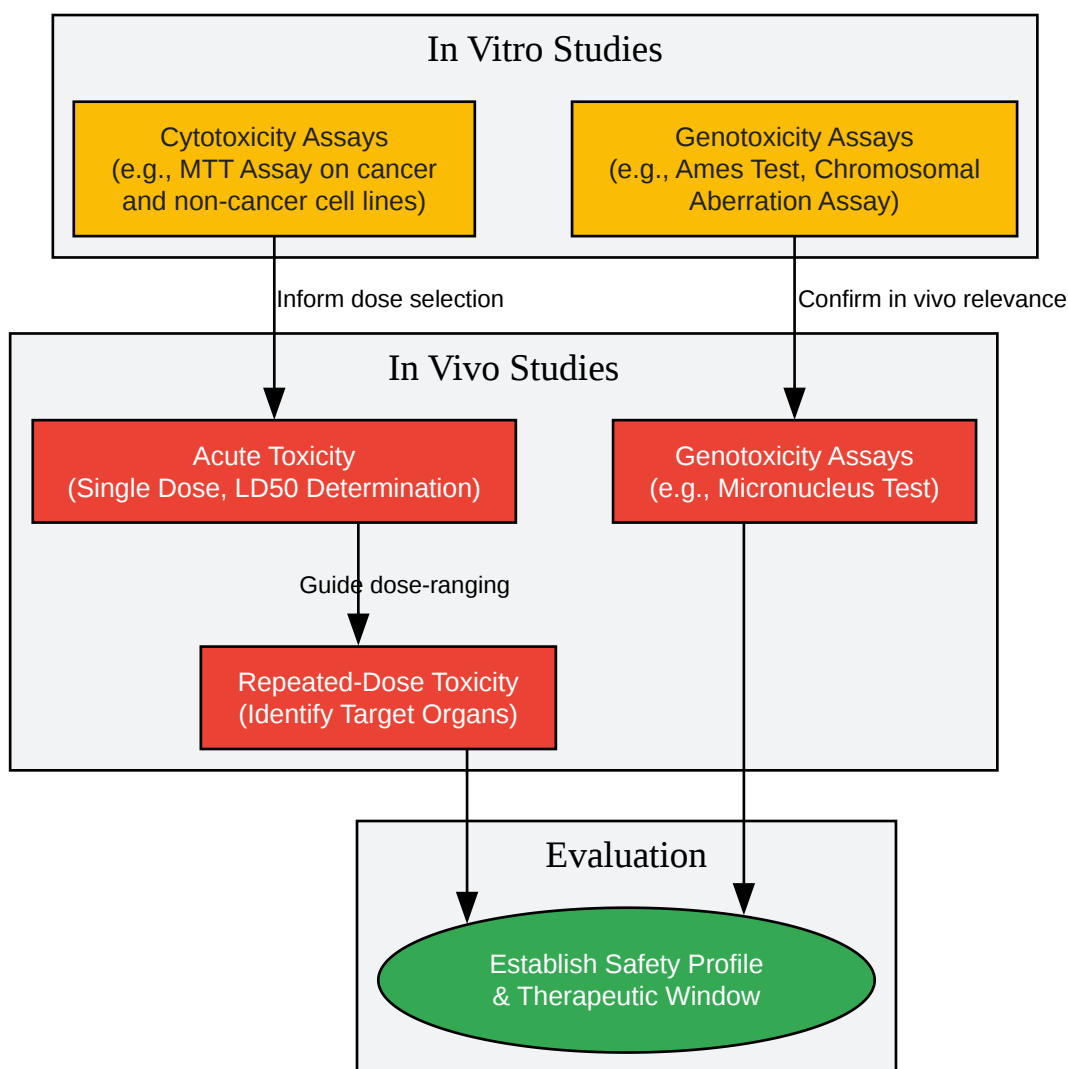 In Vitro Studies
Cytotoxicity Assays
(e.g., MTT Assay on cancer
and non-cancer cell lines)
Genotoxicity Assays
(e.g., Ames Test, Chromosomal
Aberration Assay)
Inform dose selection
Confirm in vivo relevance
In Vivo Studies
Acute Toxicity
(Single Dose, LD50 Determination)
Genotoxicity Assays
(e.g., Micronucleus Test)
Guide dose-ranging
Repeated-Dose Toxicity
(Identify Target Organs)
Evaluation
Establish Safety Profile
& Therapeutic Window